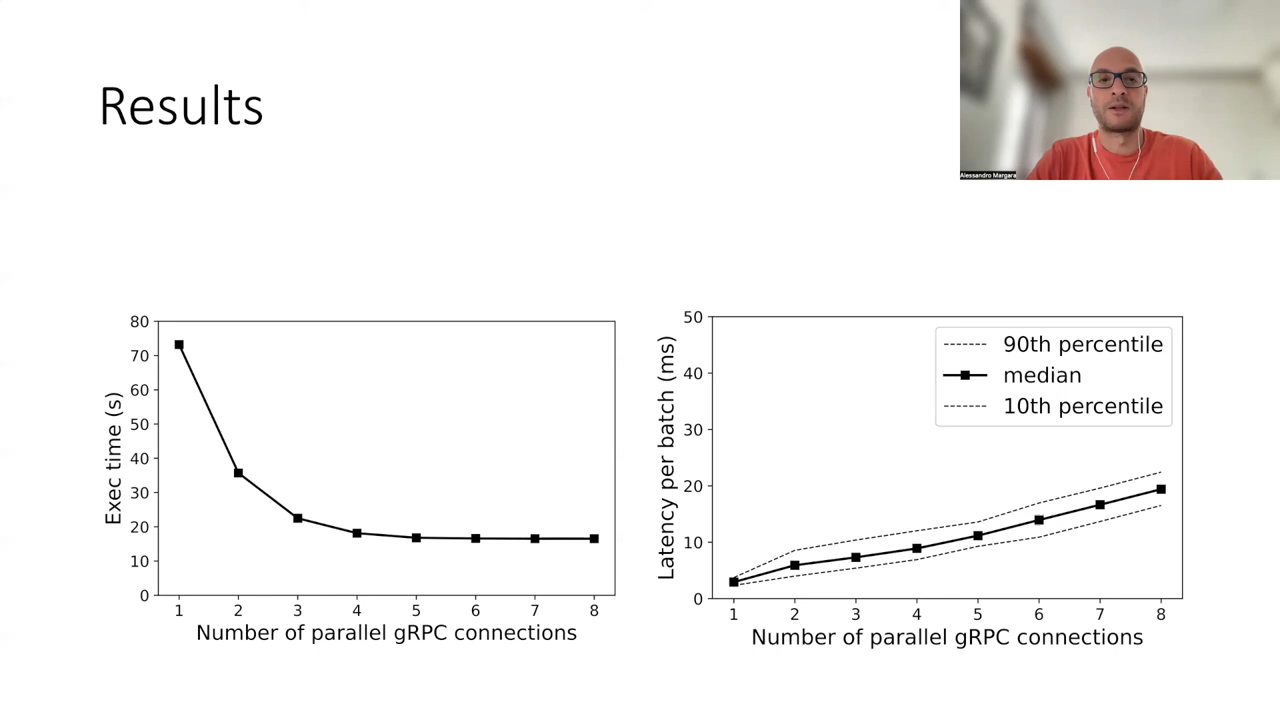 Results
Alessandro Margara
80
70
60
50
40
30
20
10
0
Exec time (s)
1 2 3 4 5 6 7 8
Number of parallel gRPC connections
50
40
30
20
10
0
Latency per batch (ms)
90th percentile
median
10th percentile
1 2 3 4 5 6 7 8
Number of parallel gRPC connections